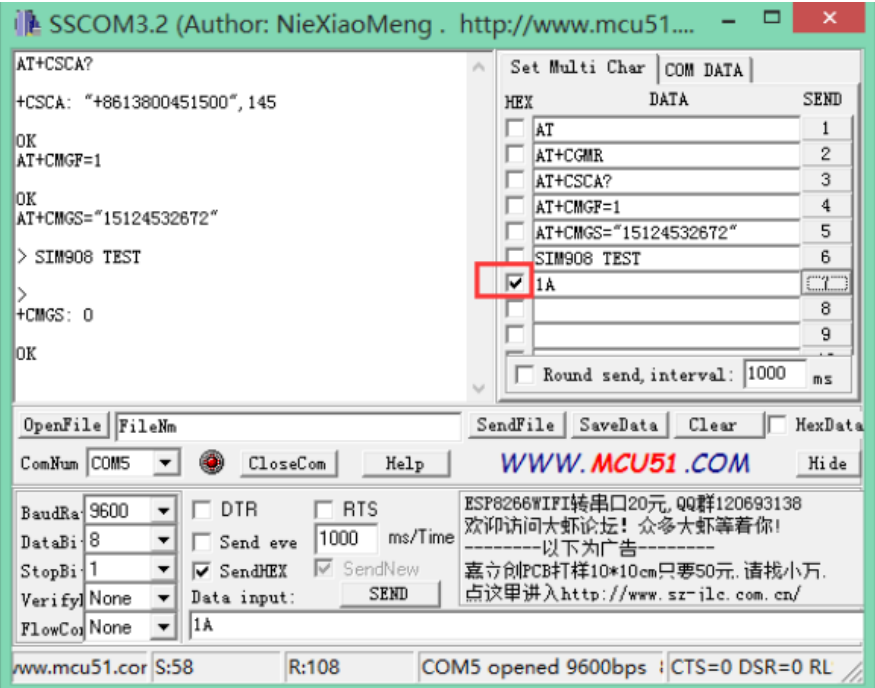 SSCOM3.2 (Author: NieXiaoMeng .  http://www.mcu51....
AT+CSCA?
+CSCA: "+8613800451500",145
OK
AT+CMGF=1
OK
AT+CMGS="15124532672"
> SIM908 TEST
>
+CMGS: 0
OK
Set Multi Char COM DATA
HEX DATA SEND
AT 1
AT+CGMR 2
AT+CSCA? 3
AT+CMGF=1 4
AT+CMGS="15124532672" 5
SIM908 TEST 6
1A 7
8
9
Round send,interval: 1000 ms
OpenFile FileNm SendFile SaveData Clear HexData
ComNum COM5 CloseCom Help WWW.MCU51.COM Hide
BaudRa 9600 DTR RTS
DataBi 8 Send eve 1000 ms/Time
StopBi 1 SendHEX SendNew
Verify None Data input: SEND
FlowCo None 1A
ESP8266WIFI转串口20元,QQ群120693138
欢迎访问大虾论坛! 众多大虾等着你!
--------以下为广告--------
嘉立创PCB打样10*10cm只要50元.请找小万.
点这里进入http://www.sz-jlc.com.cn/
www.mcu51.cor S:58 R:108 COM5 opened 9600bps CTS=0 DSR=0 RL